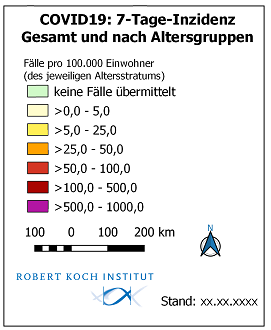 COVID19: 7-Tage-Inzidenz
Gesamt und nach Altersgruppen
Fälle pro 100.000 Einwohner
(des jeweiligen Altersstratums)
keine Fälle übermittelt
>0,0 - 5,0
>5,0 - 25,0
>25,0 - 50,0
>50,0 - 100,0
>100,0 - 500,0
>500,0 - 1000,0
100 0 100 200 km
N
ROBERT KOCH INSTITUT
Stand: xx.xx.xxxx